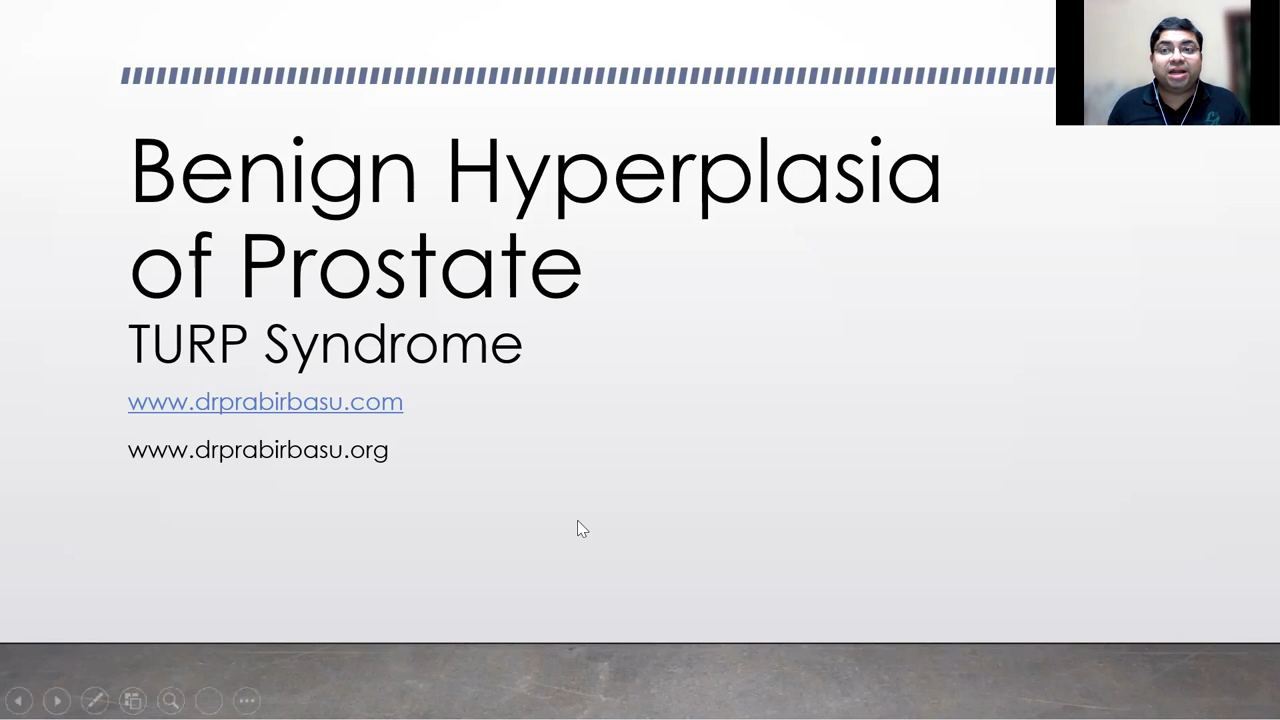 Benign Hyperplasia
of Prostate
TURP Syndrome
www.drprabirbasu.com
www.drprabirbasu.org